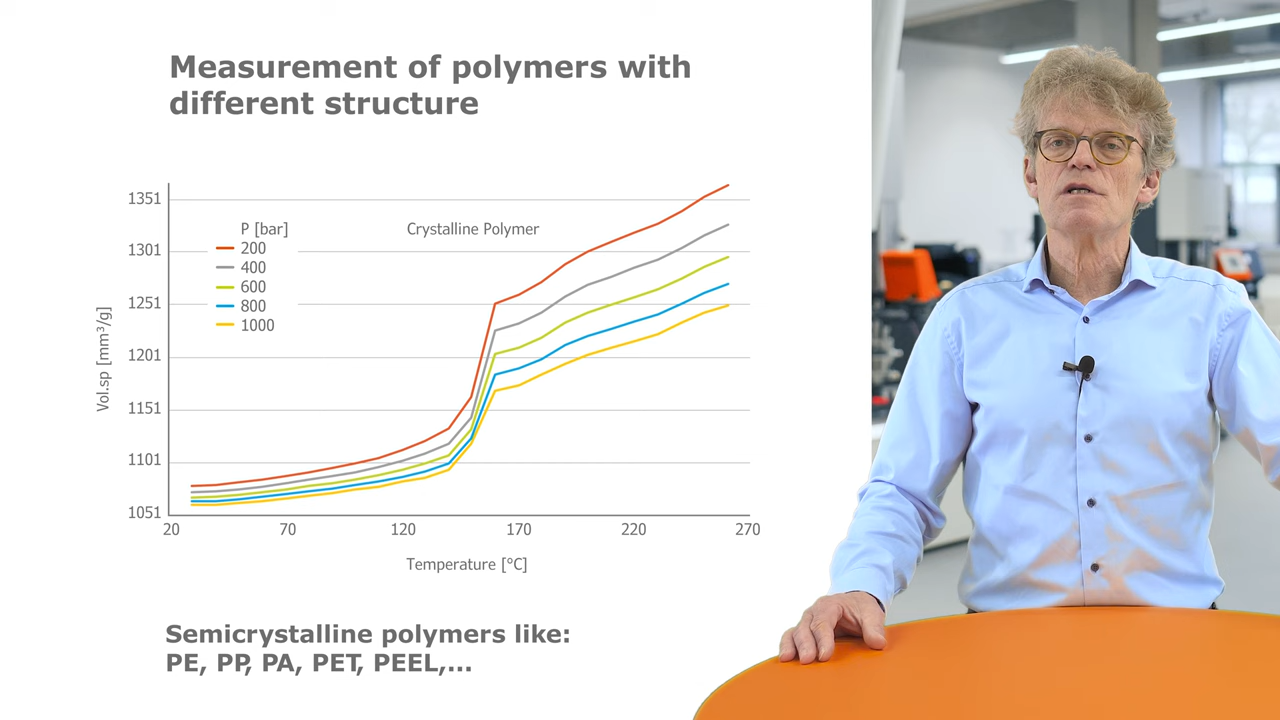 Measurement of polymers with
different structure
1351
1301
1251
1201
1151
1101
1051
Vol.sp [mm³/g]
P [bar]
200
400
600
800
1000
Crystalline Polymer
20 70 120 170 220 270
Temperature [°C]
Semicrystalline polymers like:
PE, PP, PA, PET, PEEL,...